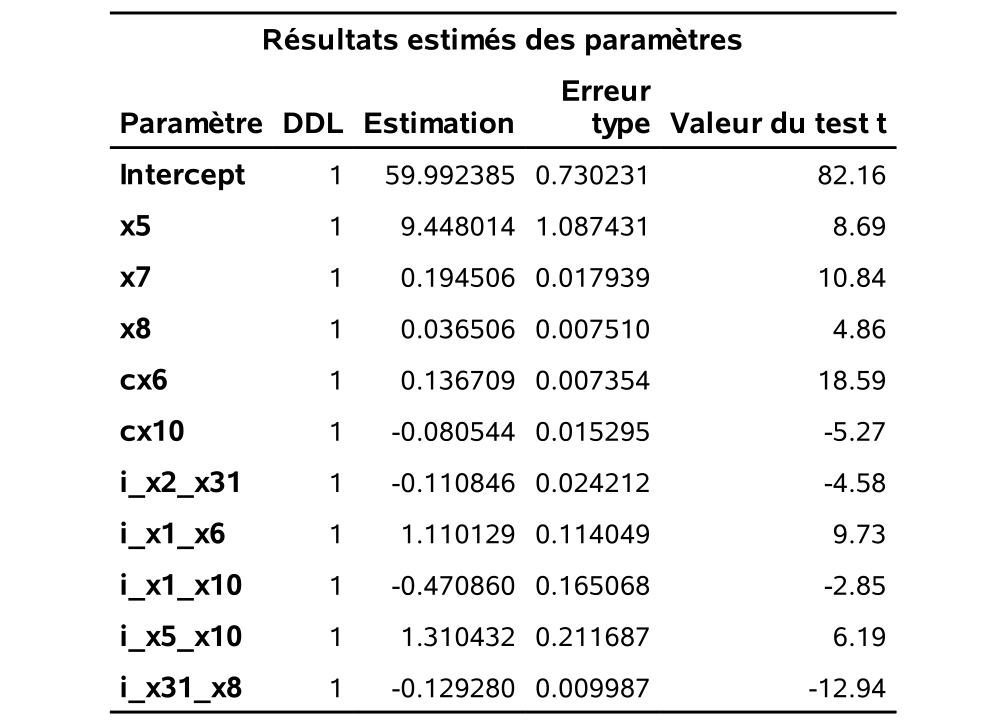 Résultats estimés des paramètres
Erreur
Paramètre DDL Estimation type Valeur du test t
Intercept 1 59.992385 0.730231 82.16
x5 1 9.448014 1.087431 8.69
x7 1 0.194506 0.017939 10.84
x8 1 0.036506 0.007510 4.86
cx6 1 0.136709 0.007354 18.59
cx10 1 -0.080544 0.015295 -5.27
i_x2_x31 1 -0.110846 0.024212 -4.58
i_x1_x6 1 1.110129 0.114049 9.73
i_x1_x10 1 -0.470860 0.165068 -2.85
i_x5_x10 1 1.310432 0.211687 6.19
i_x31_x8 1 -0.129280 0.009987 -12.94